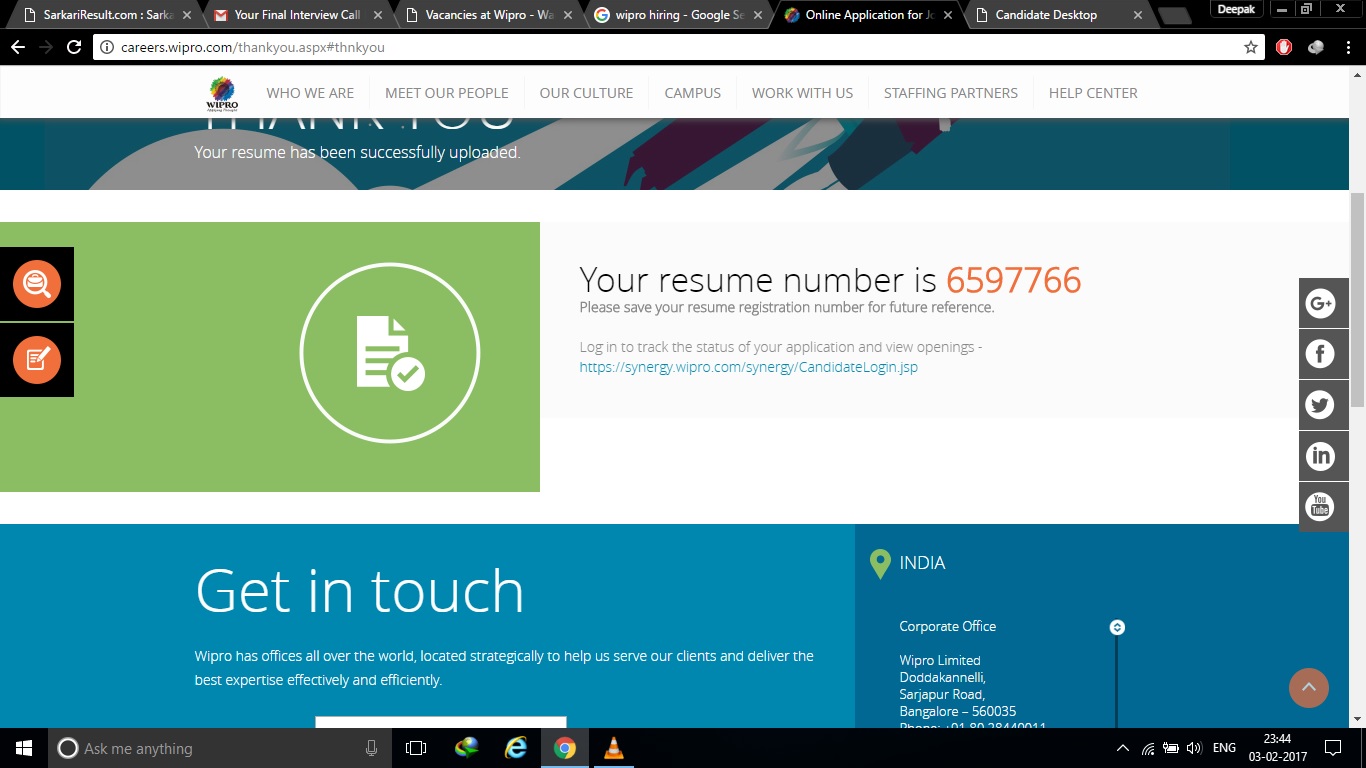 SarkariResult.com : Sarka
Your Final Interview Call
Vacancies at Wipro - Wa
wipro hiring - Google Se
Online Application for Jo
Candidate Desktop
Deepak
careers.wipro.com/thankyou.aspx#thnkyou
WIPRO
Applying Thought
WHO WE ARE
MEET OUR PEOPLE
OUR CULTURE
CAMPUS
WORK WITH US
STAFFING PARTNERS
HELP CENTER
THANK YOU
Your resume has been successfully uploaded.
Your resume number is 6597766
Please save your resume registration number for future reference.
Log in to track the status of your application and view openings -
https://synergy.wipro.com/synergy/CandidateLogin.jsp
G+
f
in
You
Tube
Get in touch
Wipro has offices all over the world, located strategically to help us serve our clients and deliver the
best expertise effectively and efficiently.
INDIA
Corporate Office
Wipro Limited
Doddakannelli,
Sarjapur Road,
Bangalore – 560035
Phone: +91 80 28440011
Ask me anything
ENG
23:44
03-02-2017